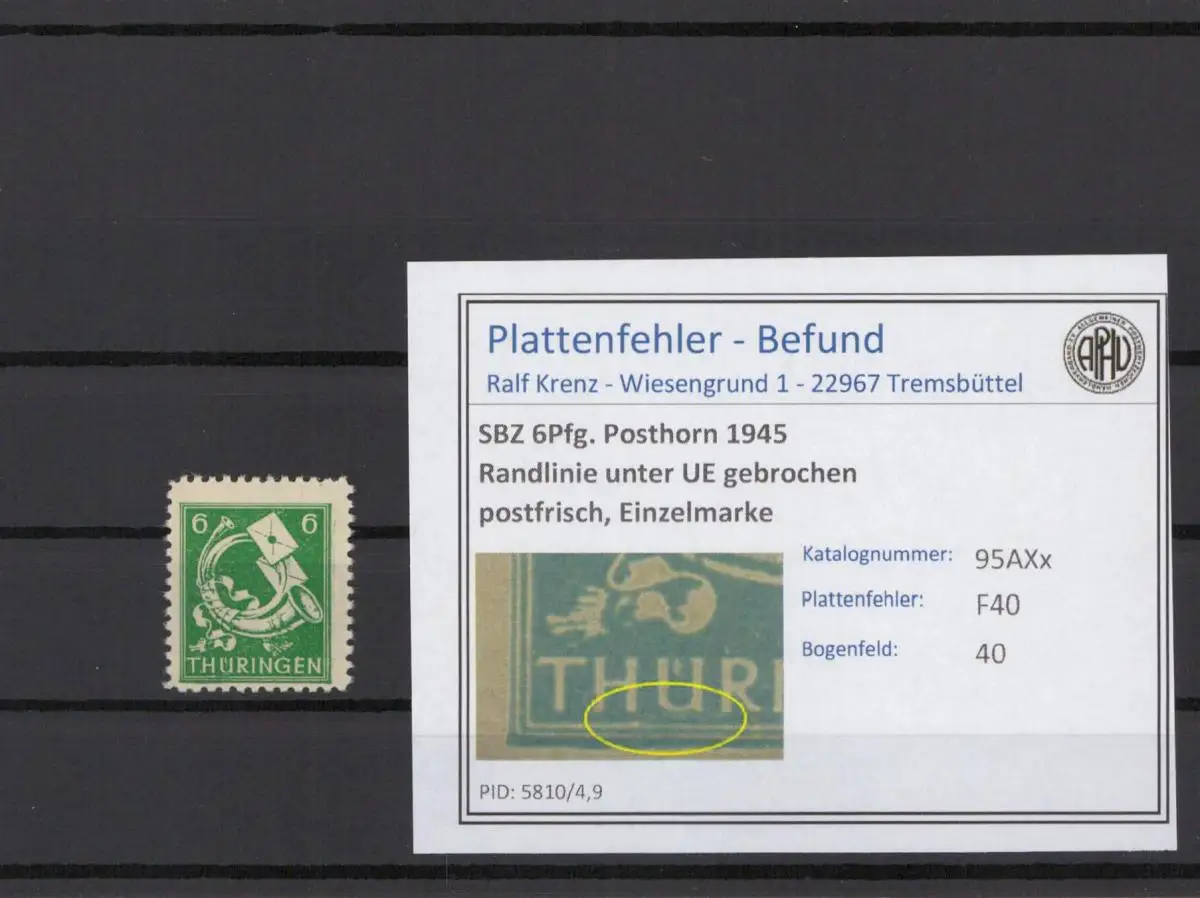 6 6
THÜRINGEN
Plattenfehler - Befund
Ralf Krenz - Wiesengrund 1 - 22967 Tremsbüttel
APHV
SBZ 6Pfg. Posthorn 1945
Randlinie unter UE gebrochen
postfrisch, Einzelmarke
THÜRI
Katalognummer: 95AXx
Plattenfehler: F40
Bogenfeld: 40
PID: 5810/4,9